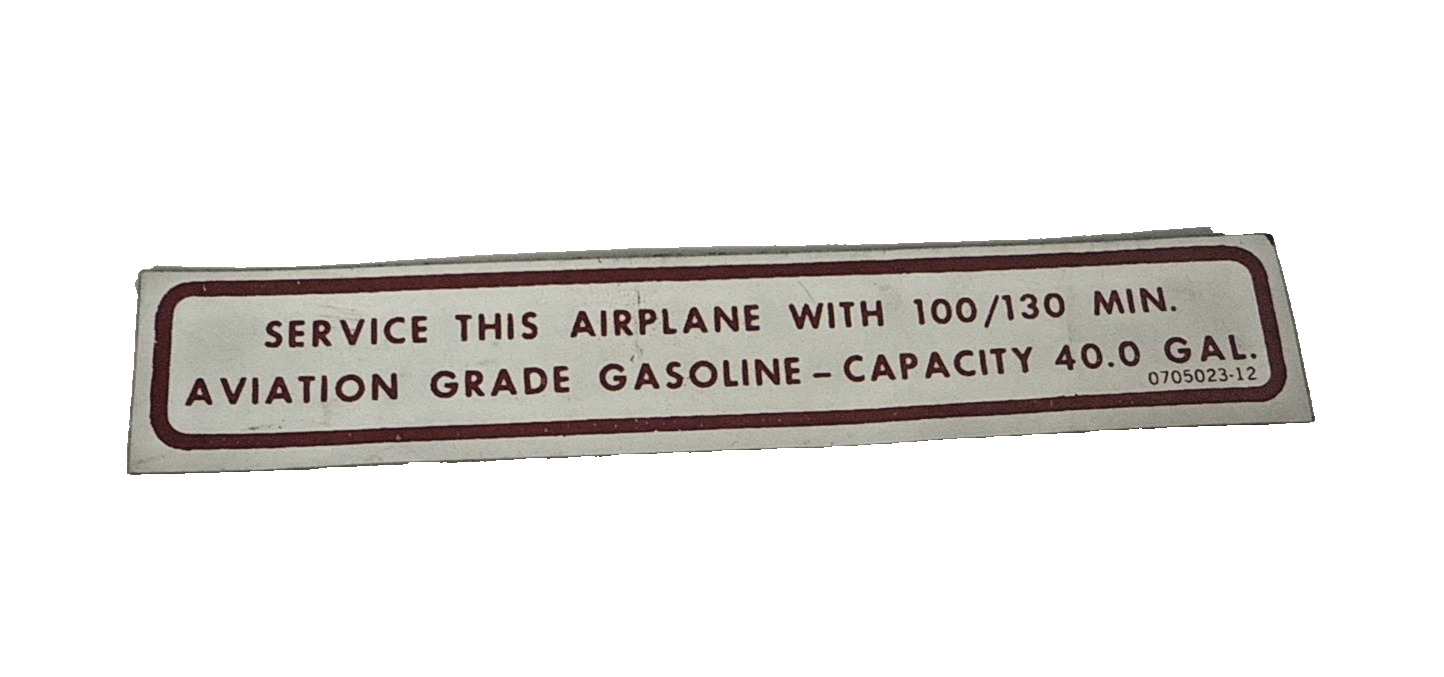 SERVICE THIS AIRPLANE WITH 100/130 MIN.
AVIATION GRADE GASOLINE – CAPACITY 40.0 GAL.
0705023-12